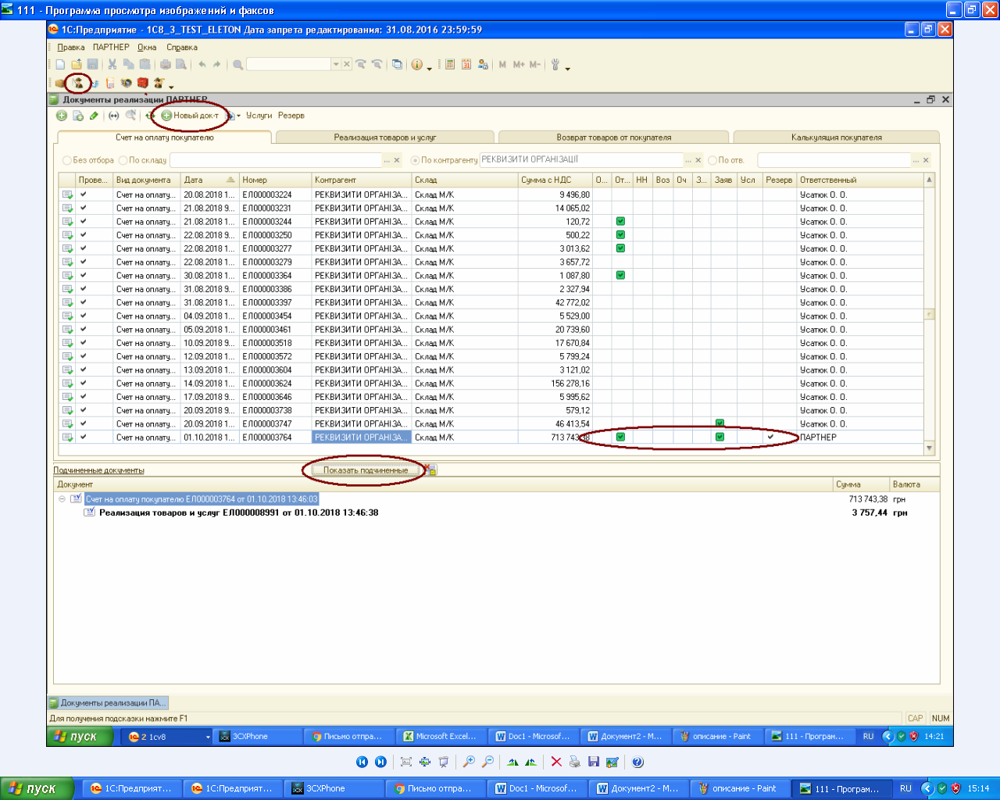 111 - Программа просмотра изображений и факсов
1С:Предприятие - 1С8_3_TEST_ELETON Дата запрета редактирования: 31.08.2016 23:59:59
Правка ПАРТНЕР Окна Справка
M M+ M-
Документы реализации ПАРТНЕР
Новый док-т Услуги Резерв
Счет на оплату покупателю Реализация товаров и услуг Возврат товаров от покупателя Калькуляция покупателя
Без отбора По складу ... По контрагенту РЕКВИЗИТИ ОРГАНІЗАЦІЇ ... По отв. ...
Прове... Вид документа Дата Номер Контрагент Склад Сумма с НДС О... От... НН Воз Оч З... Заяв Усл Резерв Ответственный
Счет на оплату... 20.08.2018 1... ЕЛ000003224 РЕКВИЗИТИ ОРГАНІЗА... Склад М/К 9 496,80 Усатюк О. О.
Счет на оплату... 21.08.2018 9... ЕЛ000003231 РЕКВИЗИТИ ОРГАНІЗА... Склад М/К 14 065,02 Усатюк О. О.
Счет на оплату... 21.08.2018 1... ЕЛ000003244 РЕКВИЗИТИ ОРГАНІЗА... Склад М/К 120,72 Усатюк О. О.
Счет на оплату... 22.08.2018 9... ЕЛ000003250 РЕКВИЗИТИ ОРГАНІЗА... Склад М/К 500,22 Усатюк О. О.
Счет на оплату... 22.08.2018 1... ЕЛ000003277 РЕКВИЗИТИ ОРГАНІЗА... Склад М/К 3 013,62 Усатюк О. О.
Счет на оплату... 22.08.2018 1... ЕЛ000003279 РЕКВИЗИТИ ОРГАНІЗА... Склад М/К 3 657,72 Усатюк О. О.
Счет на оплату... 30.08.2018 1... ЕЛ000003364 РЕКВИЗИТИ ОРГАНІЗА... Склад М/К 1 087,80 Усатюк О. О.
Счет на оплату... 31.08.2018 9... ЕЛ000003386 РЕКВИЗИТИ ОРГАНІЗА... Склад М/К 2 327,94 Усатюк О. О.
Счет на оплату... 31.08.2018 1... ЕЛ000003397 РЕКВИЗИТИ ОРГАНІЗА... Склад М/К 42 772,02 Усатюк О. О.
Счет на оплату... 04.09.2018 1... ЕЛ000003454 РЕКВИЗИТИ ОРГАНІЗА... Склад М/К 5 529,00 Усатюк О. О.
Счет на оплату... 05.09.2018 1... ЕЛ000003461 РЕКВИЗИТИ ОРГАНІЗА... Склад М/К 20 739,60 Усатюк О. О.
Счет на оплату... 10.09.2018 9... ЕЛ000003518 РЕКВИЗИТИ ОРГАНІЗА... Склад М/К 17 670,84 Усатюк О. О.
Счет на оплату... 12.09.2018 1... ЕЛ000003572 РЕКВИЗИТИ ОРГАНІЗА... Склад М/К 5 799,24 Усатюк О. О.
Счет на оплату... 13.09.2018 1... ЕЛ000003604 РЕКВИЗИТИ ОРГАНІЗА... Склад М/К 3 121,02 Усатюк О. О.
Счет на оплату... 14.09.2018 1... ЕЛ000003624 РЕКВИЗИТИ ОРГАНІЗА... Склад М/К 156 278,16 Усатюк О. О.
Счет на оплату... 17.09.2018 9... ЕЛ000003646 РЕКВИЗИТИ ОРГАНІЗА... Склад М/К 5 995,62 Усатюк О. О.
Счет на оплату... 20.09.2018 9... ЕЛ000003738 РЕКВИЗИТИ ОРГАНІЗА... Склад М/К 579,12 Усатюк О. О.
Счет на оплату... 20.09.2018 1... ЕЛ000003747 РЕКВИЗИТИ ОРГАНІЗА... Склад М/К 46 413,54 Усатюк О. О.
Счет на оплату... 01.10.2018 1... ЕЛ000003764 РЕКВИЗИТИ ОРГАНІЗА... Склад М/К 713 743,38 ПАРТНЕР
Подчиненные документы Показать подчиненные
Документ Сумма Валюта
Счет на оплату покупателю ЕЛ000003764 от 01.10.2018 13:46:03 713 743,38 грн
Реализация товаров и услуг ЕЛ000008991 от 01.10.2018 13:46:38 3 757,44 грн
Документы реализации ПА...
Для получения подсказки нажмите F1 CAP NUM
пуск 2 1cv8 3CXPhone Письмо отпра... Microsoft Excel... Doc1 - Microsof... Документ2 - M... описание - Paint 111 - Програм... RU 14:21
пуск 1С:Предприят... 1С:Предприят... 3CXPhone Письмо отпра... Doc1 - Microsof... Документ2 - M... описание - Paint 111 - Програм... RU 15:14